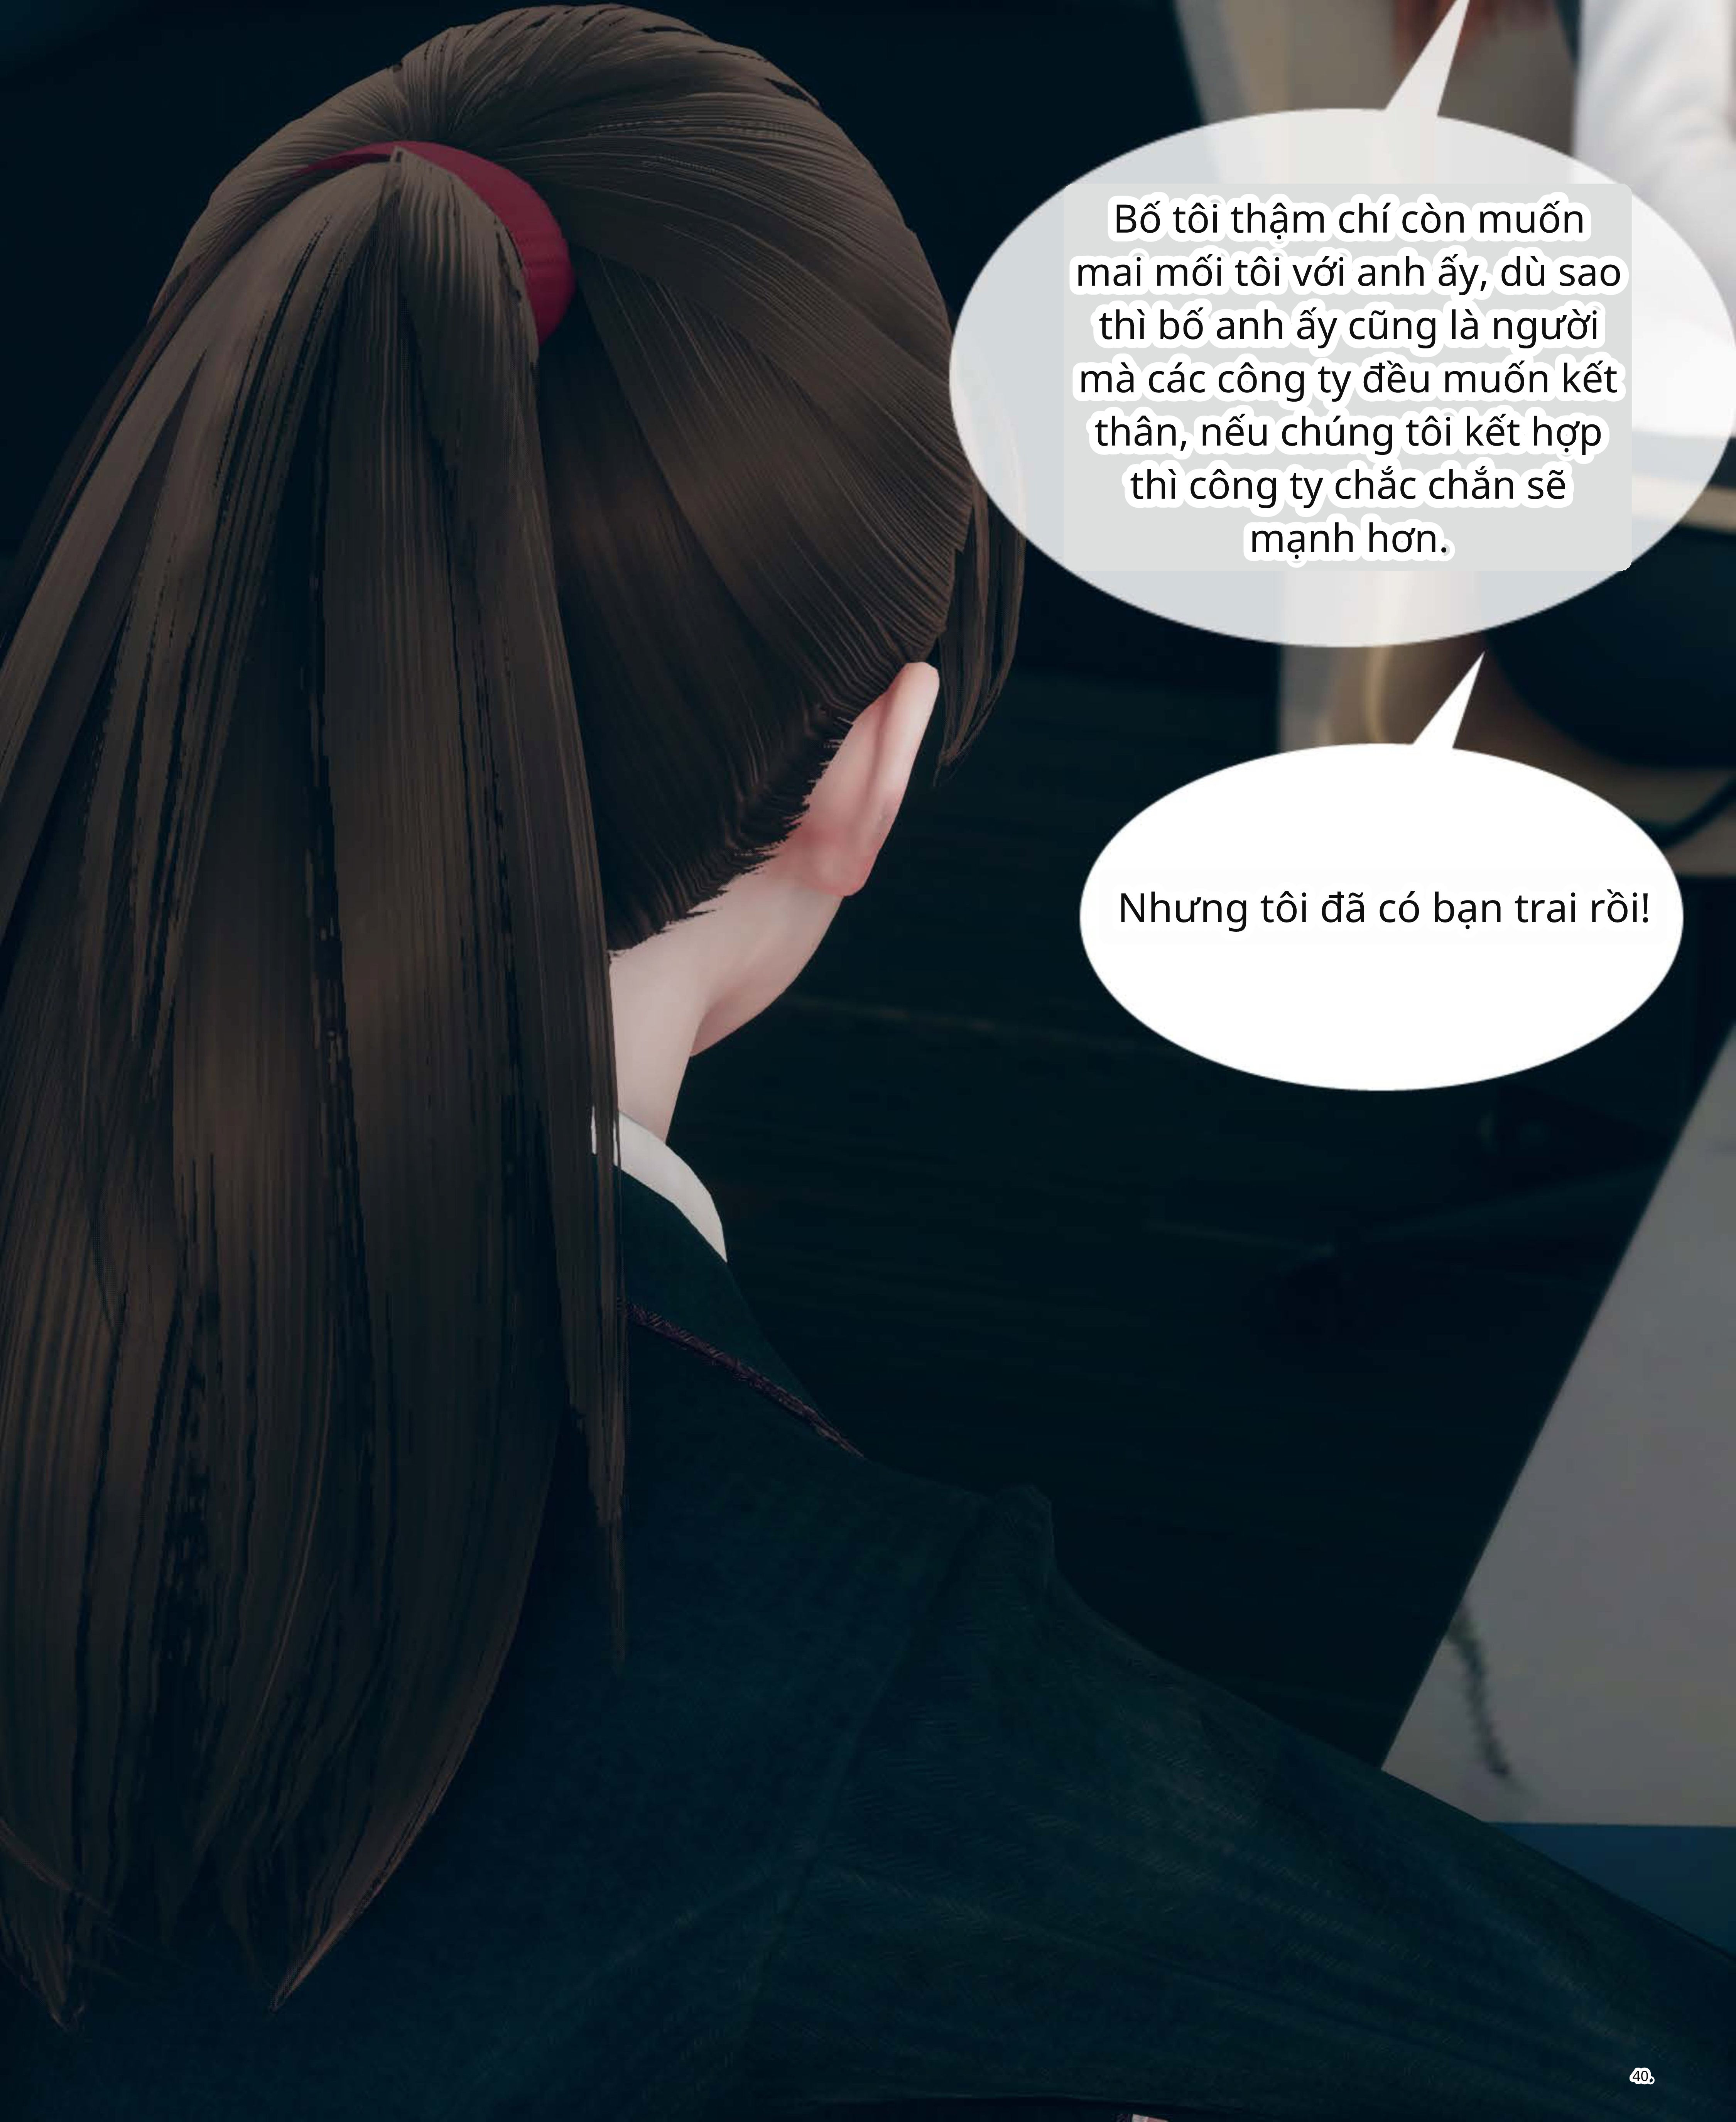 Bố tôi thậm chí còn muốn
mai mối tôi với anh ấy, dù sao
thì bố anh ấy cũng là người
mà các công ty đều muốn kết
thân, nếu chúng tôi kết hợp
thì công ty chắc chắn sẽ
mạnh hơn.
Nhưng tôi đã có bạn trai rồi!
40.